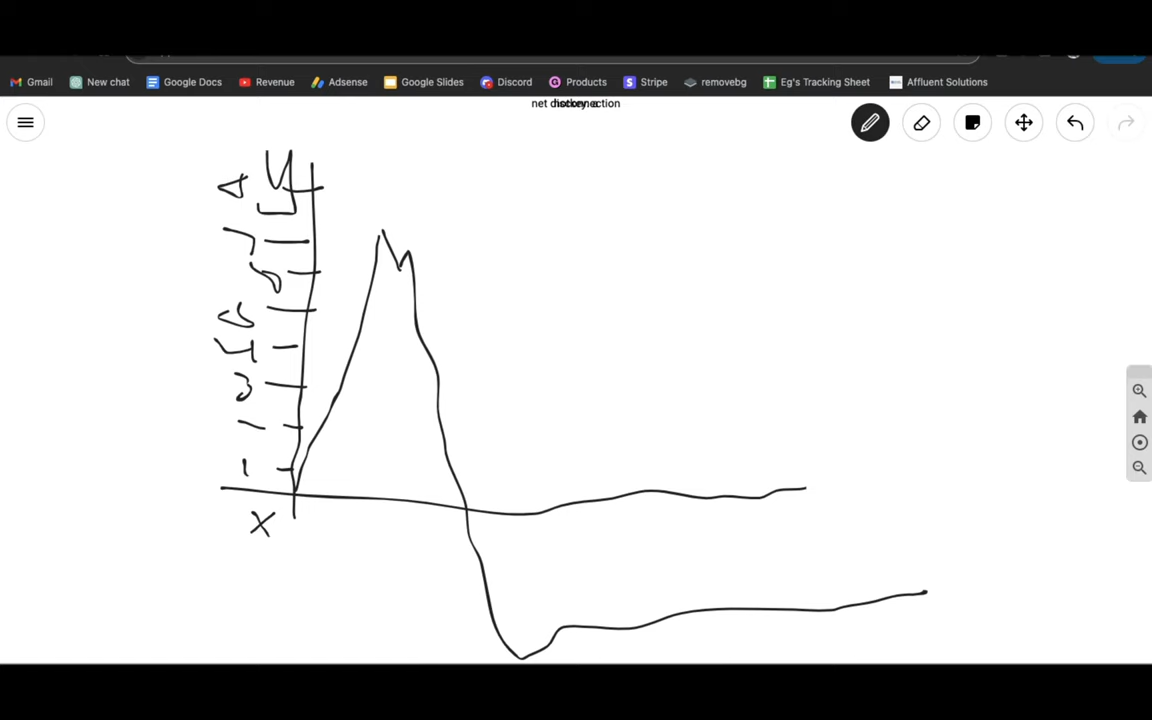 Gmail New chat Google Docs Revenue Adsense Google Slides Discord Products Stripe removebg Eg's Tracking Sheet Affluent Solutions
y
7
5
4
3
1
x